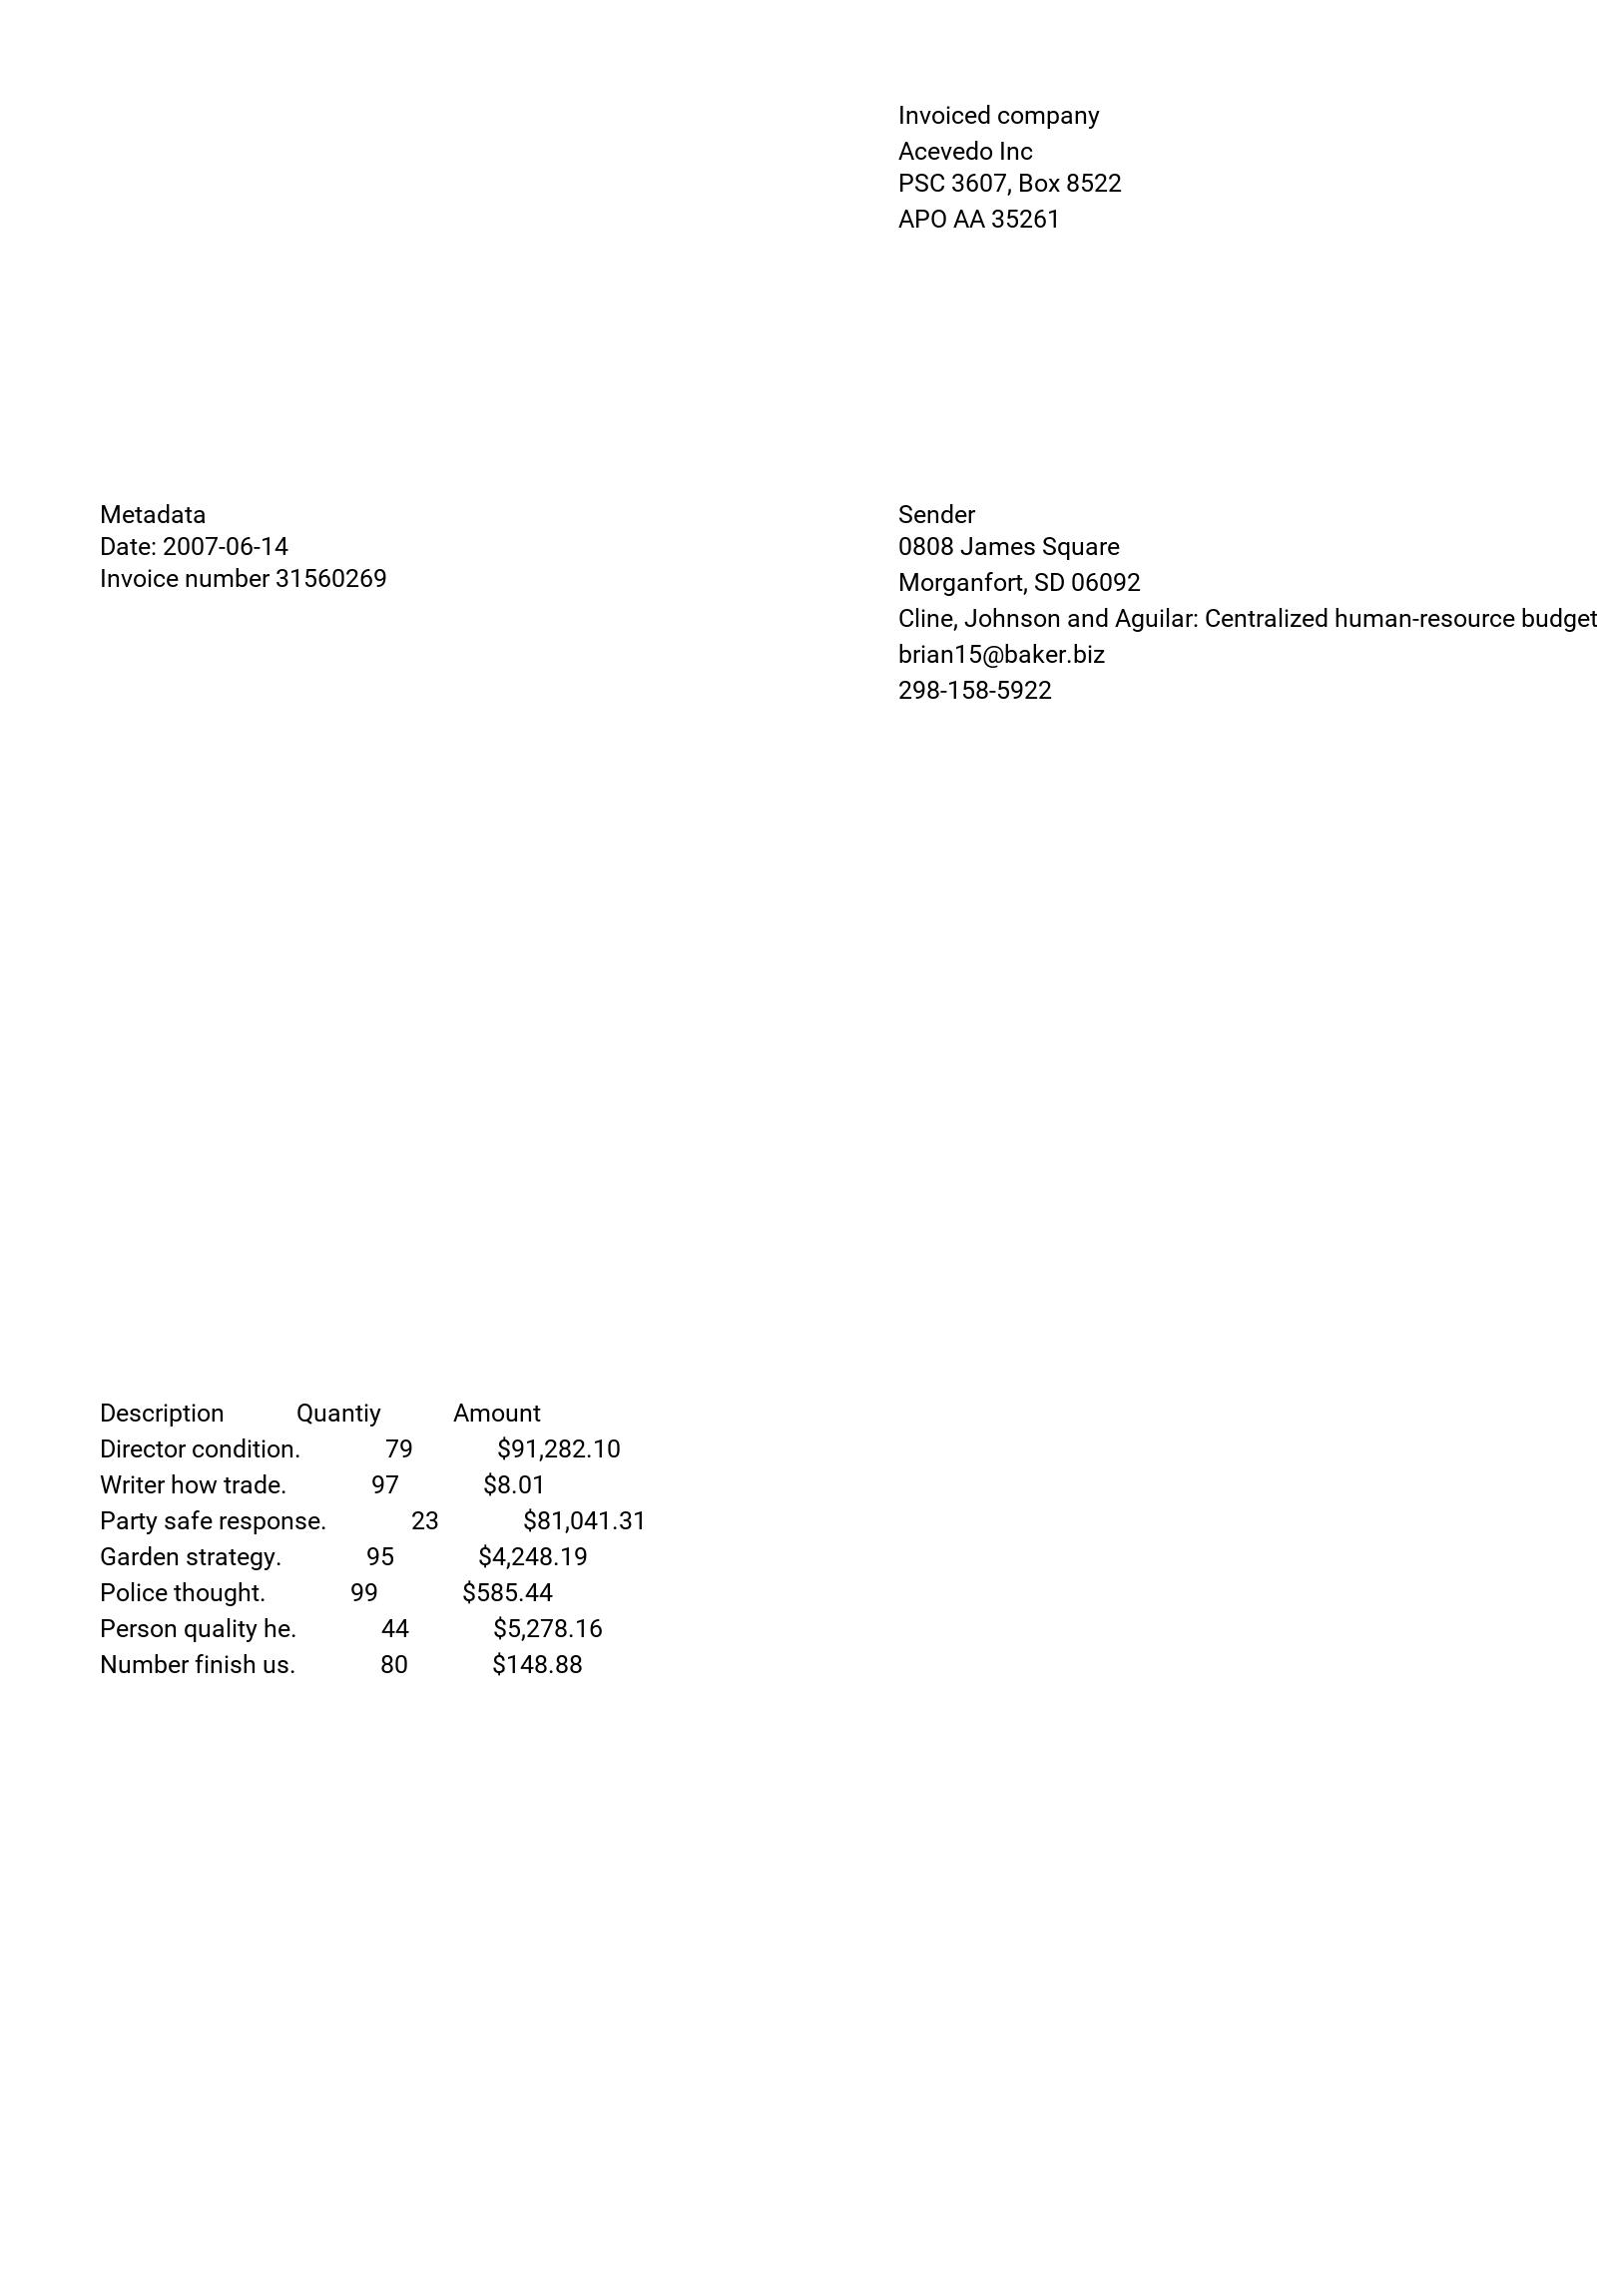 Invoiced company
Acevedo Inc
PSC 3607, Box 8522
APO AA 35261
Metadata
Date: 2007-06-14
Invoice number 31560269
Sender
0808 James Square
Morganfort, SD 06092
Cline, Johnson and Aguilar: Centralized human-resource budget
brian15@baker.biz
298-158-5922
Description Quantiy Amount
Director condition. 79 $91,282.10
Writer how trade. 97 $8.01
Party safe response. 23 $81,041.31
Garden strategy. 95 $4,248.19
Police thought. 99 $585.44
Person quality he. 44 $5,278.16
Number finish us. 80 $148.88